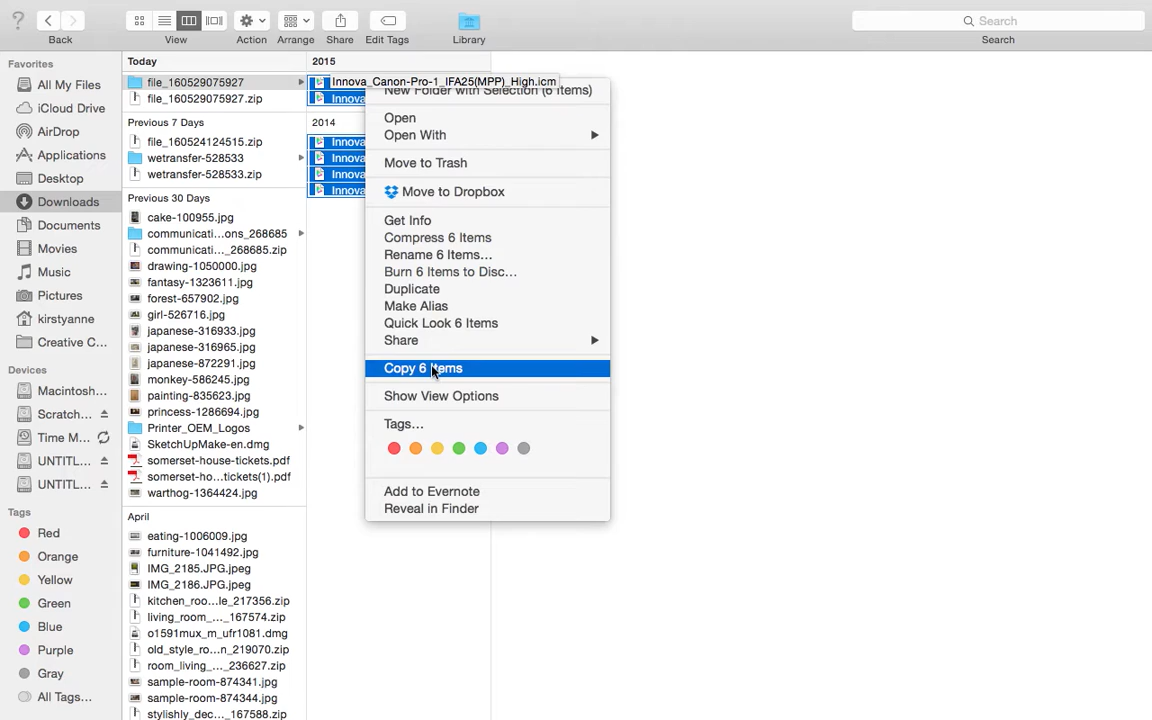 ?
Back
View
Action
Arrange
Share
Edit Tags
Library
Search
Search
Favorites
All My Files
iCloud Drive
AirDrop
Applications
Desktop
Downloads
Documents
Movies
Music
Pictures
kirstyanne
Creative C...
Devices
Macintosh...
Scratch...
Time M...
UNTITL...
UNTITL...
Tags
Red
Orange
Yellow
Green
Blue
Purple
Gray
All Tags...
Today
file_160529075927
file_160529075927.zip
Previous 7 Days
file_160524124515.zip
wetransfer-528533
wetransfer-528533.zip
Previous 30 Days
cake-100955.jpg
communicati...ons_268685
communicati..._268685.zip
drawing-1050000.jpg
fantasy-1323611.jpg
forest-657902.jpg
girl-526716.jpg
japanese-316933.jpg
japanese-316965.jpg
japanese-872291.jpg
monkey-586245.jpg
painting-835623.jpg
princess-1286694.jpg
Printer_OEM_Logos
SketchUpMake-en.dmg
somerset-house-tickets.pdf
somerset-ho...tickets(1).pdf
warthog-1364424.jpg
April
eating-1006009.jpg
furniture-1041492.jpg
IMG_2185.JPG.jpeg
IMG_2186.JPG.jpeg
kitchen_roo...le_217356.zip
living_room_..._167574.zip
o1591mux_m_ufr1081.dmg
old_style_ro...n_219070.zip
room_living_..._236627.zip
sample-room-874341.jpg
sample-room-874344.jpg
stylishly_dec..._167588.zip
2015
Innova_Canon-Pro-1_IFA25(MPP)_High.icm
Innova
2014
Innova
Innova
Innova
Innova
New Folder with Selection (6 Items)
Open
Open With
Move to Trash
Move to Dropbox
Get Info
Compress 6 Items
Rename 6 Items...
Burn 6 Items to Disc...
Duplicate
Make Alias
Quick Look 6 Items
Share
Copy 6 Items
Show View Options
Tags...
Add to Evernote
Reveal in Finder